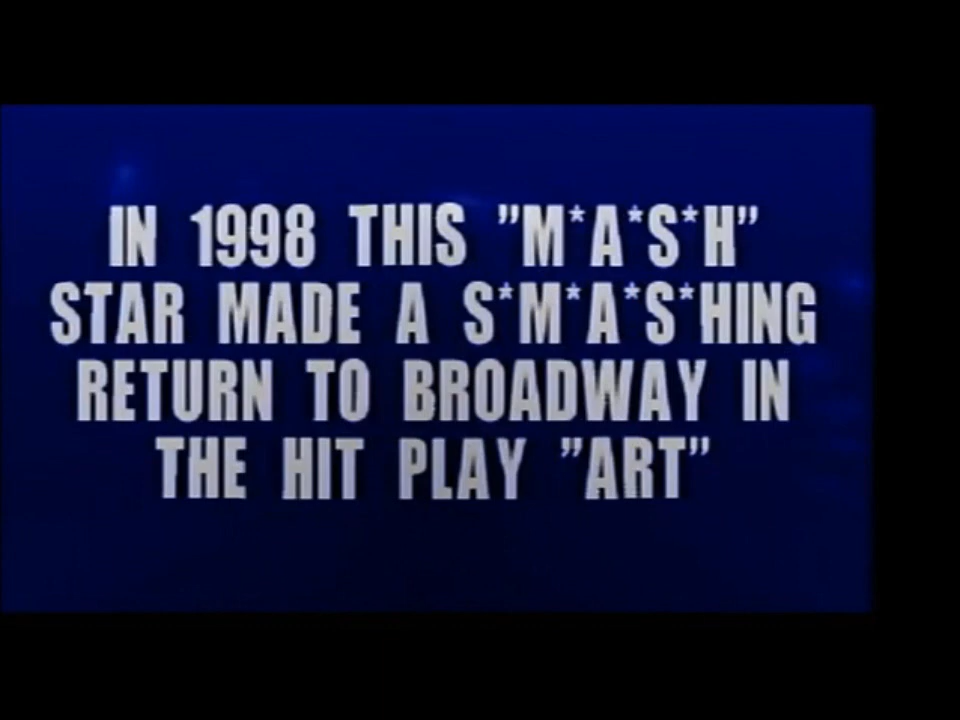 IN 1998 THIS ”M*A*S*H”
STAR MADE A S*M*A*S*HING
RETURN TO BROADWAY IN
THE HIT PLAY ”ART”